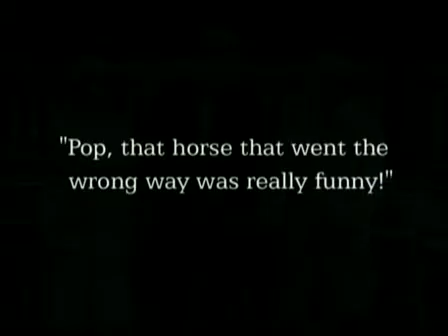 "Pop, that horse that went the
wrong way was really funny!"